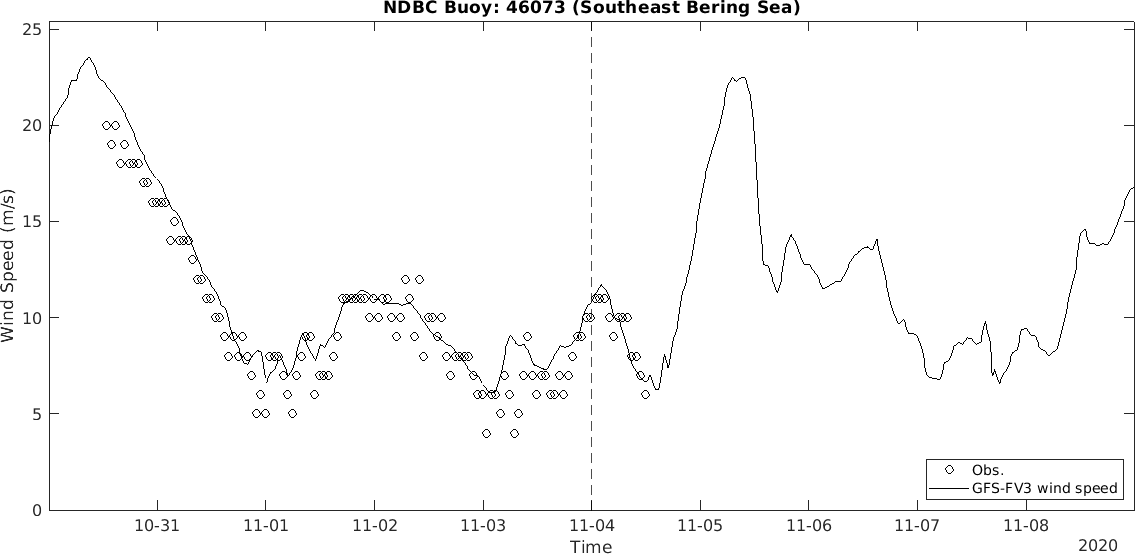 NDBC Buoy: 46073 (Southeast Bering Sea)
25
20
15
10
5
0
Wind Speed (m/s)
Obs.
GFS-FV3 wind speed
10-31 11-01 11-02 11-03 11-04 11-05 11-06 11-07 11-08
Time
2020